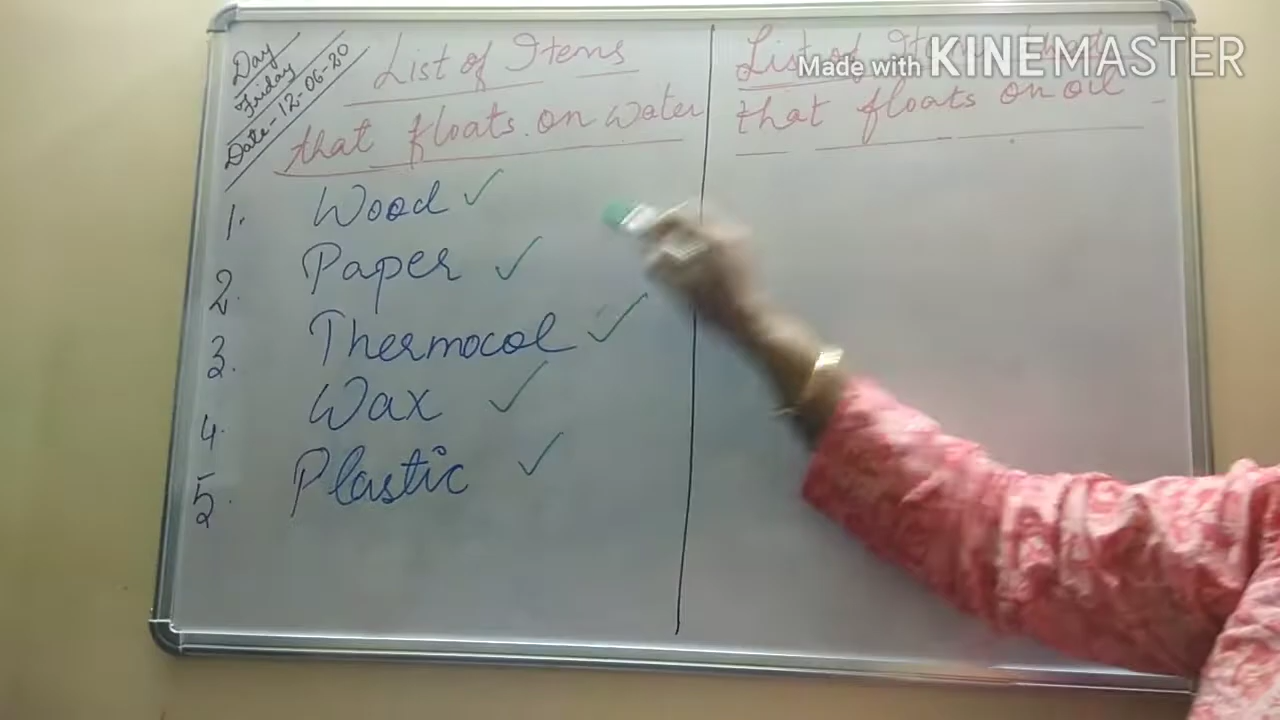 Day
Friday
Date-12-06-20
List of Items
that floats on Water
1. Wood ✓
2. Paper ✓
3. Thermocol ✓
4. Wax ✓
5. Plastic ✓
List of
that floats on oil
Made with KINEMASTER